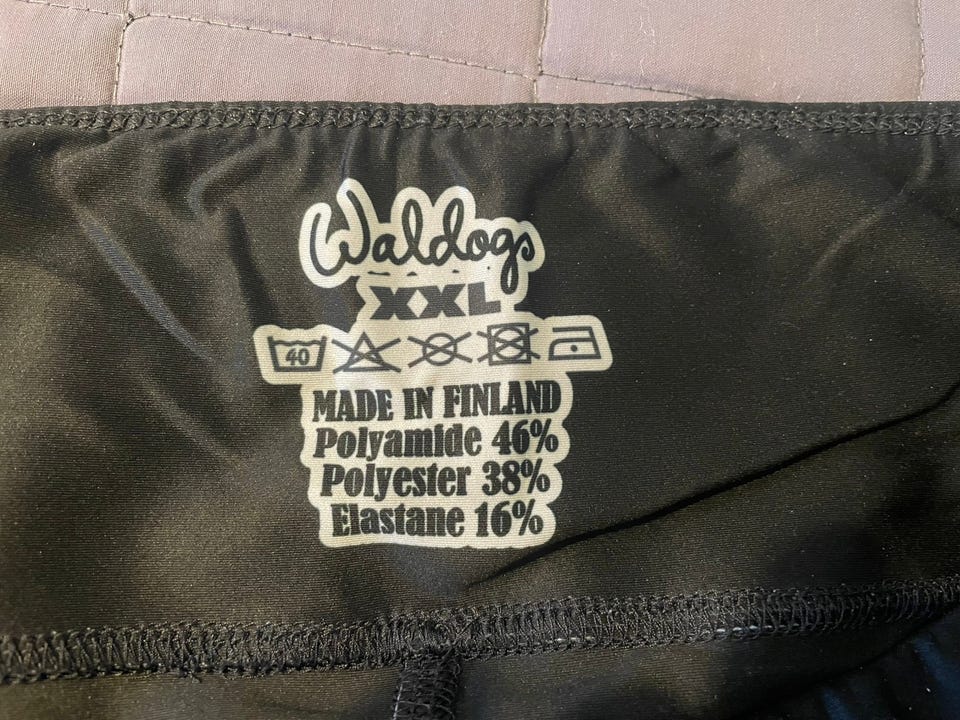 Waldogs
XXL
40
MADE IN FINLAND
Polyamide 46%
Polyester 38%
Elastane 16%